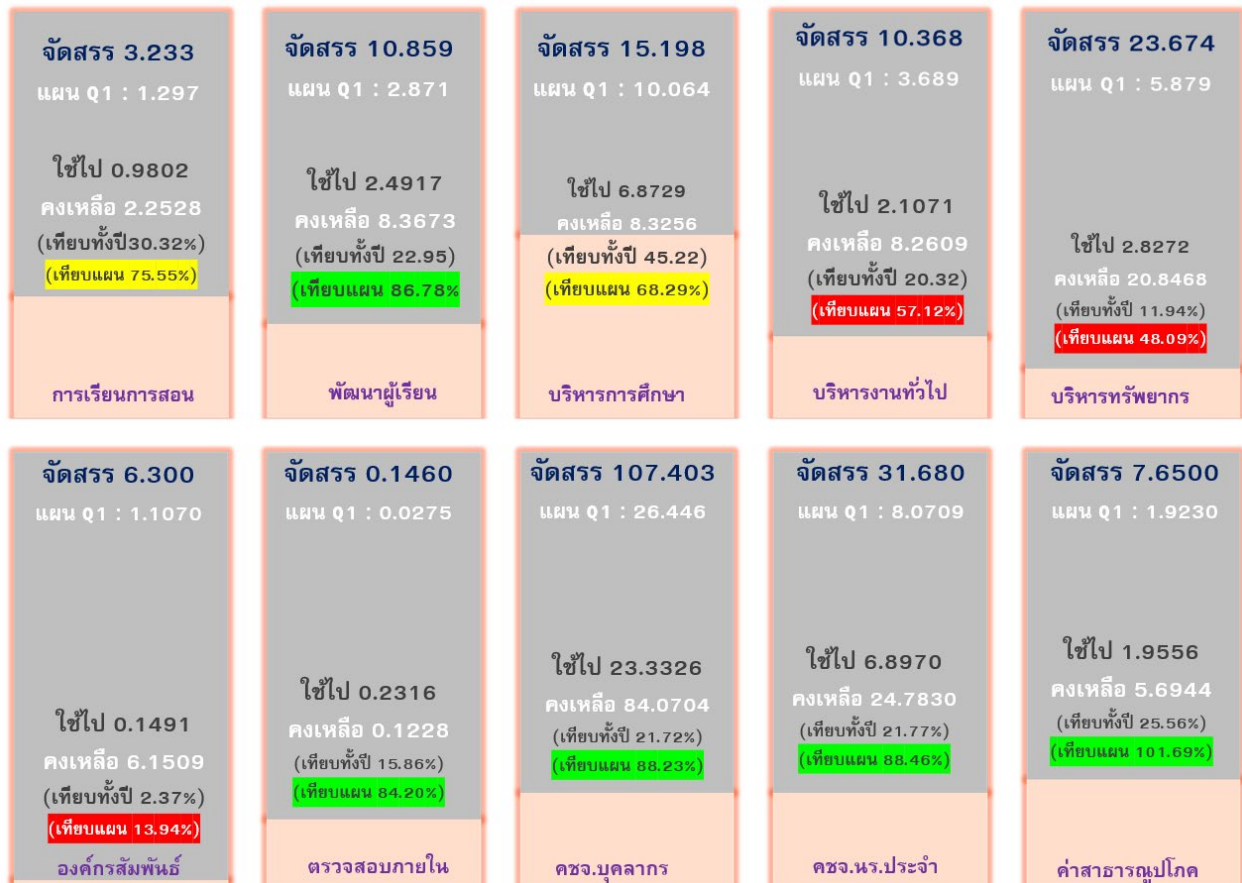 จัดสรร 3.233
แผน Q1 : 1.297
ใช้ไป 0.9802
คงเหลือ 2.2528
(เทียบทั้งปี30.32%)
(เทียบแผน 75.55%)
การเรียนการสอน
จัดสรร 10.859
แผน Q1 : 2.871
ใช้ไป 2.4917
คงเหลือ 8.3673
(เทียบทั้งปี 22.95)
(เทียบแผน 86.78%
พัฒนาผู้เรียน
จัดสรร 15.198
แผน Q1 : 10.064
ใช้ไป 6.8729
คงเหลือ 8.3256
(เทียบทั้งปี 45.22)
(เทียบแผน 68.29%)
บริหารการศึกษา
จัดสรร 10.368
แผน Q1 : 3.689
ใช้ไป 2.1071
คงเหลือ 8.2609
(เทียบทั้งปี 20.32)
(เทียบแผน 57.12%)
บริหารงานทั่วไป
จัดสรร 23.674
แผน Q1 : 5.879
ใช้ไป 2.8272
คงเหลือ 20.8468
(เทียบทั้งปี 11.94%)
(เทียบแผน 48.09%)
บริหารทรัพยากร
จัดสรร 6.300
แผน Q1 : 1.1070
ใช้ไป 0.1491
คงเหลือ 6.1509
(เทียบทั้งปี 2.37%)
(เทียบแผน 13.94%)
องค์กรสัมพันธ์
จัดสรร 0.1460
แผน Q1 : 0.0275
ใช้ไป 0.2316
คงเหลือ 0.1228
(เทียบทั้งปี 15.86%)
(เทียบแผน 84.20%)
ตรวจสอบภายใน
จัดสรร 107.403
แผน Q1 : 26.446
ใช้ไป 23.3326
คงเหลือ 84.0704
(เทียบทั้งปี 21.72%)
(เทียบแผน 88.23%)
คชจ.บุคลากร
จัดสรร 31.680
แผน Q1 : 8.0709
ใช้ไป 6.8970
คงเหลือ 24.7830
(เทียบทั้งปี 21.77%)
(เทียบแผน 88.46%)
คชจ.นร.ประจำ
จัดสรร 7.6500
แผน Q1 : 1.9230
ใช้ไป 1.9556
คงเหลือ 5.6944
(เทียบทั้งปี 25.56%)
(เทียบแผน 101.69%)
ค่าสาธารณูปโภค